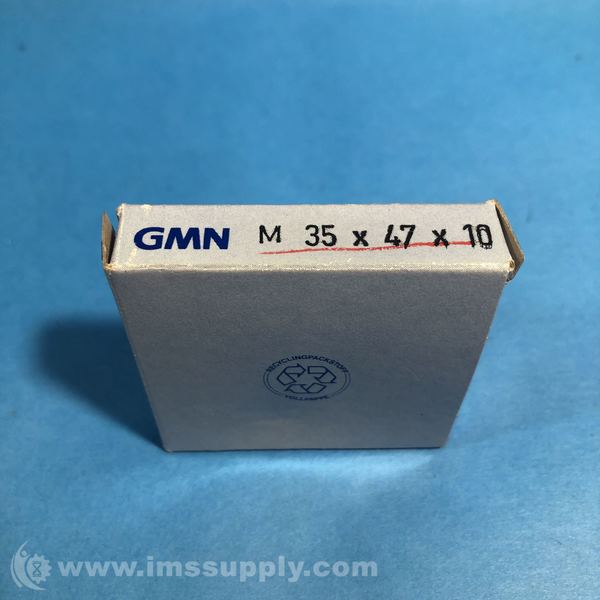 GMN M 35 x 47 x 10
RECYCLINGPACKSTOFF
VOLLPAPPE
www.imssupply.com